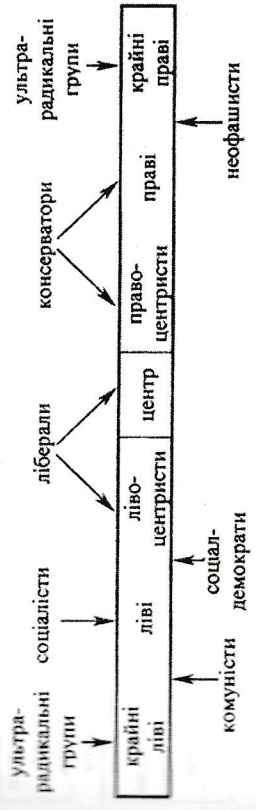 ультра-
радикальні
групи
соціалісти
ліберали
консерватори
ультра-
радикальні
групи
крайні
ліві
ліві
ліво-
центристи
центр
право-
центристи
праві
крайні
праві
комуністи
соціал-
демократи
неофашисти